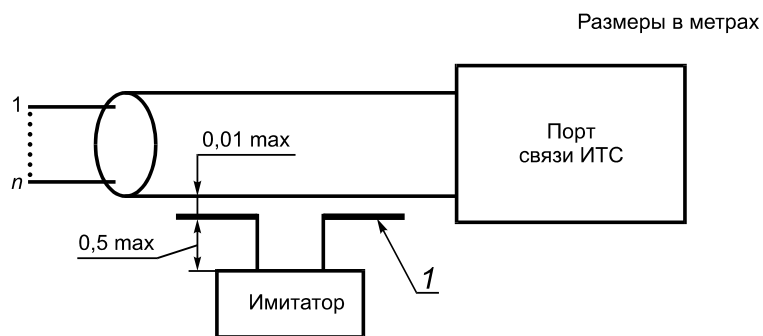 Размеры в метрах
1
0,01 max
Порт
связи ИТС
n
0,5 max
1
Имитатор